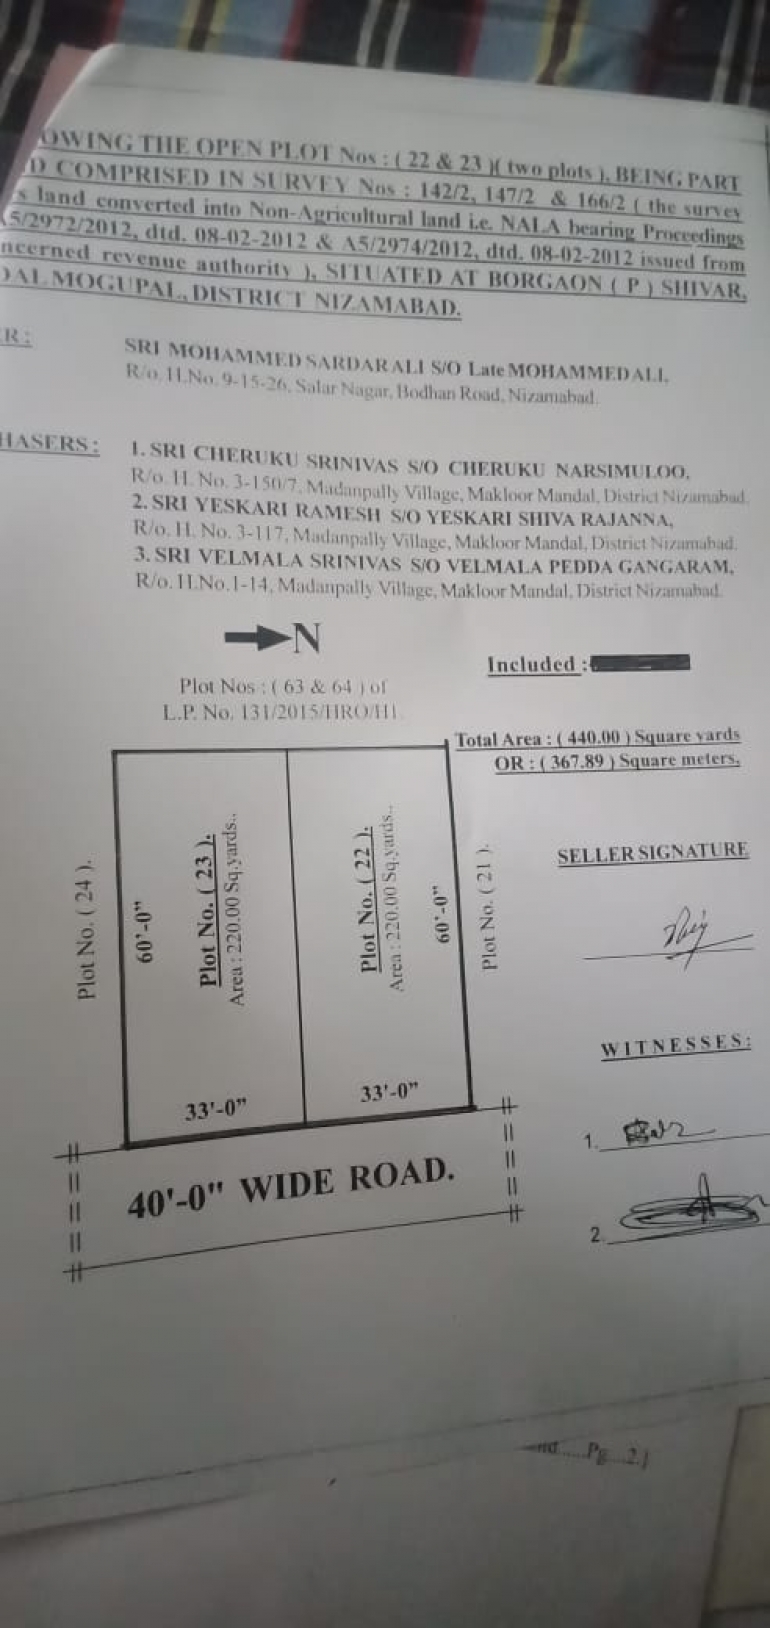 OWING THE OPEN PLOT Nos : ( 22 & 23 )( two plots ), BEING PART
D COMPRISED IN SURVEY Nos : 142/2, 147/2 & 166/2 ( the survey
s land converted into Non-Agricultural land i.e. NALA bearing Proceedings
A5/2972/2012, dtd. 08-02-2012 & A5/2974/2012, dtd. 08-02-2012 issued from
ncerned revenue authority ), SITUATED AT BORGAON ( P ) SHIVAR,
DAL MOGUPAL, DISTRICT NIZAMABAD.
ER :
SRI MOHAMMED SARDAR ALI S/O Late MOHAMMED ALI,
R/o. H.No. 9-15-26, Salar Nagar, Bodhan Road, Nizamabad.
HASERS :
1. SRI CHERUKU SRINIVAS S/O CHERUKU NARSIMULOO,
R/o. H. No. 3-150/7, Madanpally Village, Makloor Mandal, District Nizamabad.
2. SRI YESKARI RAMESH S/O YESKARI SHIVA RAJANNA,
R/o. H. No. 3-117, Madanpally Village, Makloor Mandal, District Nizamabad.
3. SRI VELMALA SRINIVAS S/O VELMALA PEDDA GANGARAM,
R/o. H.No.1-14, Madanpally Village, Makloor Mandal, District Nizamabad.
N
Included :
Plot Nos : ( 63 & 64 ) of
L.P. No. 131/2015/HRO/H1.
Total Area : ( 440.00 ) Square yards
OR : ( 367.89 ) Square meters.
Plot No. ( 24 ).
60'-0"
Plot No. ( 23 ).
Area : 220.00 Sq.yards..
Plot No. ( 22 ).
Area : 220.00 Sq.yards..
60'-0"
Plot No. ( 21 ).
SELLER SIGNATURE
WITNESSES:
33'-0"
33'-0"
1.
40'-0" WIDE ROAD.
2.
nd.....Pg...2.]